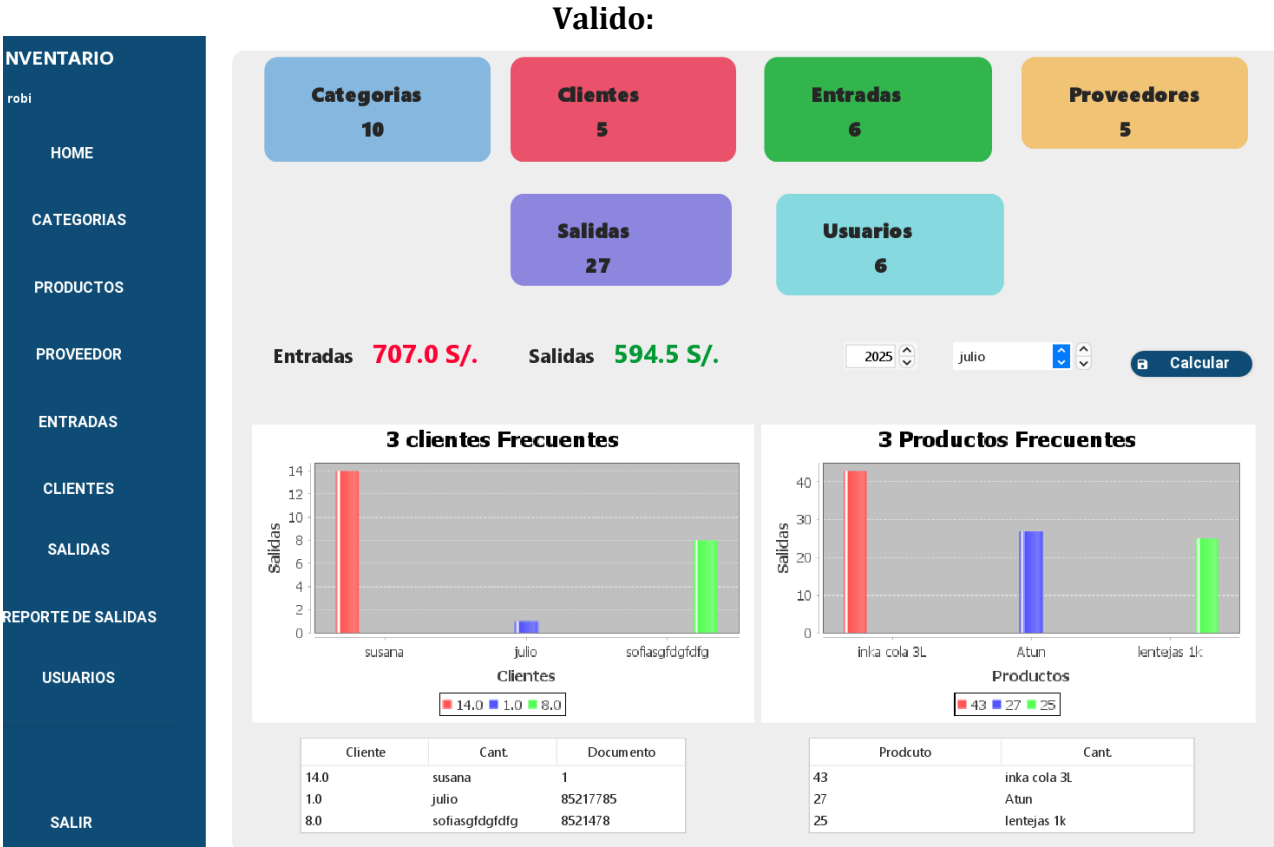 Valido:
NVENTARIO
robi
HOME
CATEGORIAS
PRODUCTOS
PROVEEDOR
ENTRADAS
CLIENTES
SALIDAS
REPORTE DE SALIDAS
USUARIOS
SALIR
Categorias
10
Clientes
5
Entradas
6
Proveedores
5
Salidas
27
Usuarios
6
Entradas 707.0 S/. Salidas 594.5 S/. 2025 julio Calcular
3 clientes Frecuentes
Salidas
14
12
10
8
6
4
2
0
susana julio sofiasgfdgfdfg
Clientes
14.0 1.0 8.0
3 Productos Frecuentes
Salidas
40
30
20
10
0
inka cola 3L Atun lentejas 1k
Productos
43 27 25
Cliente Cant. Documento
14.0 susana 1
1.0 julio 85217785
8.0 sofiasgfdgfdfg 8521478
Prodcuto Cant.
43 inka cola 3L
27 Atun
25 lentejas 1k